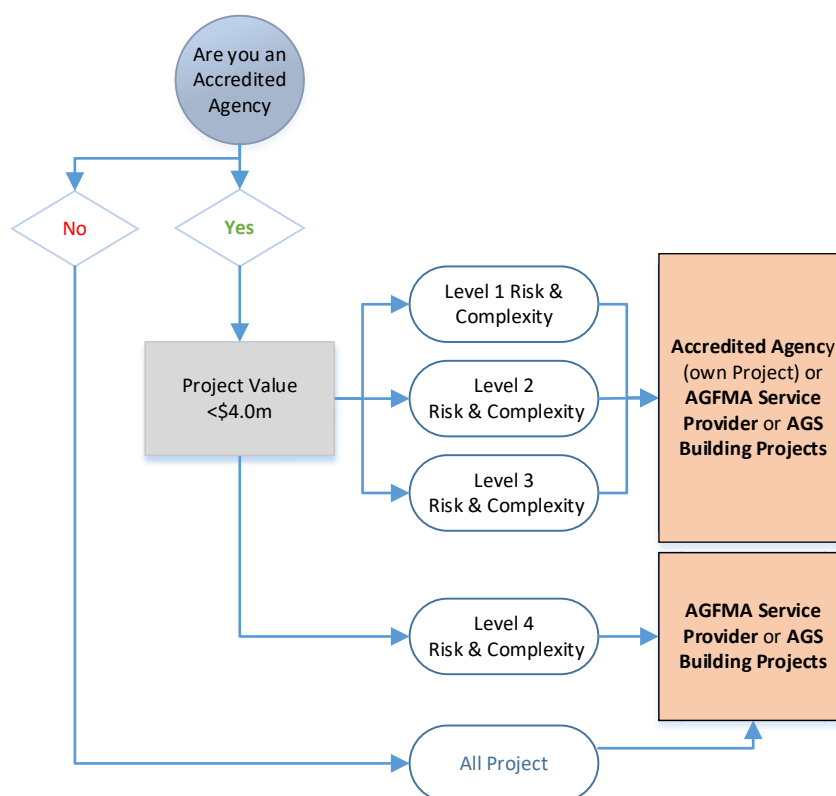 Are you an
Accredited
Agency
No
Yes
Project Value
<$4.0m
Level 1 Risk &
Complexity
Level 2
Risk & Complexity
Level 3
Risk & Complexity
Accredited Agency
(own Project) or
AGFMA Service
Provider or AGS
Building Projects
Level 4
Risk & Complexity
AGFMA Service
Provider or AGS
Building Projects
All Project